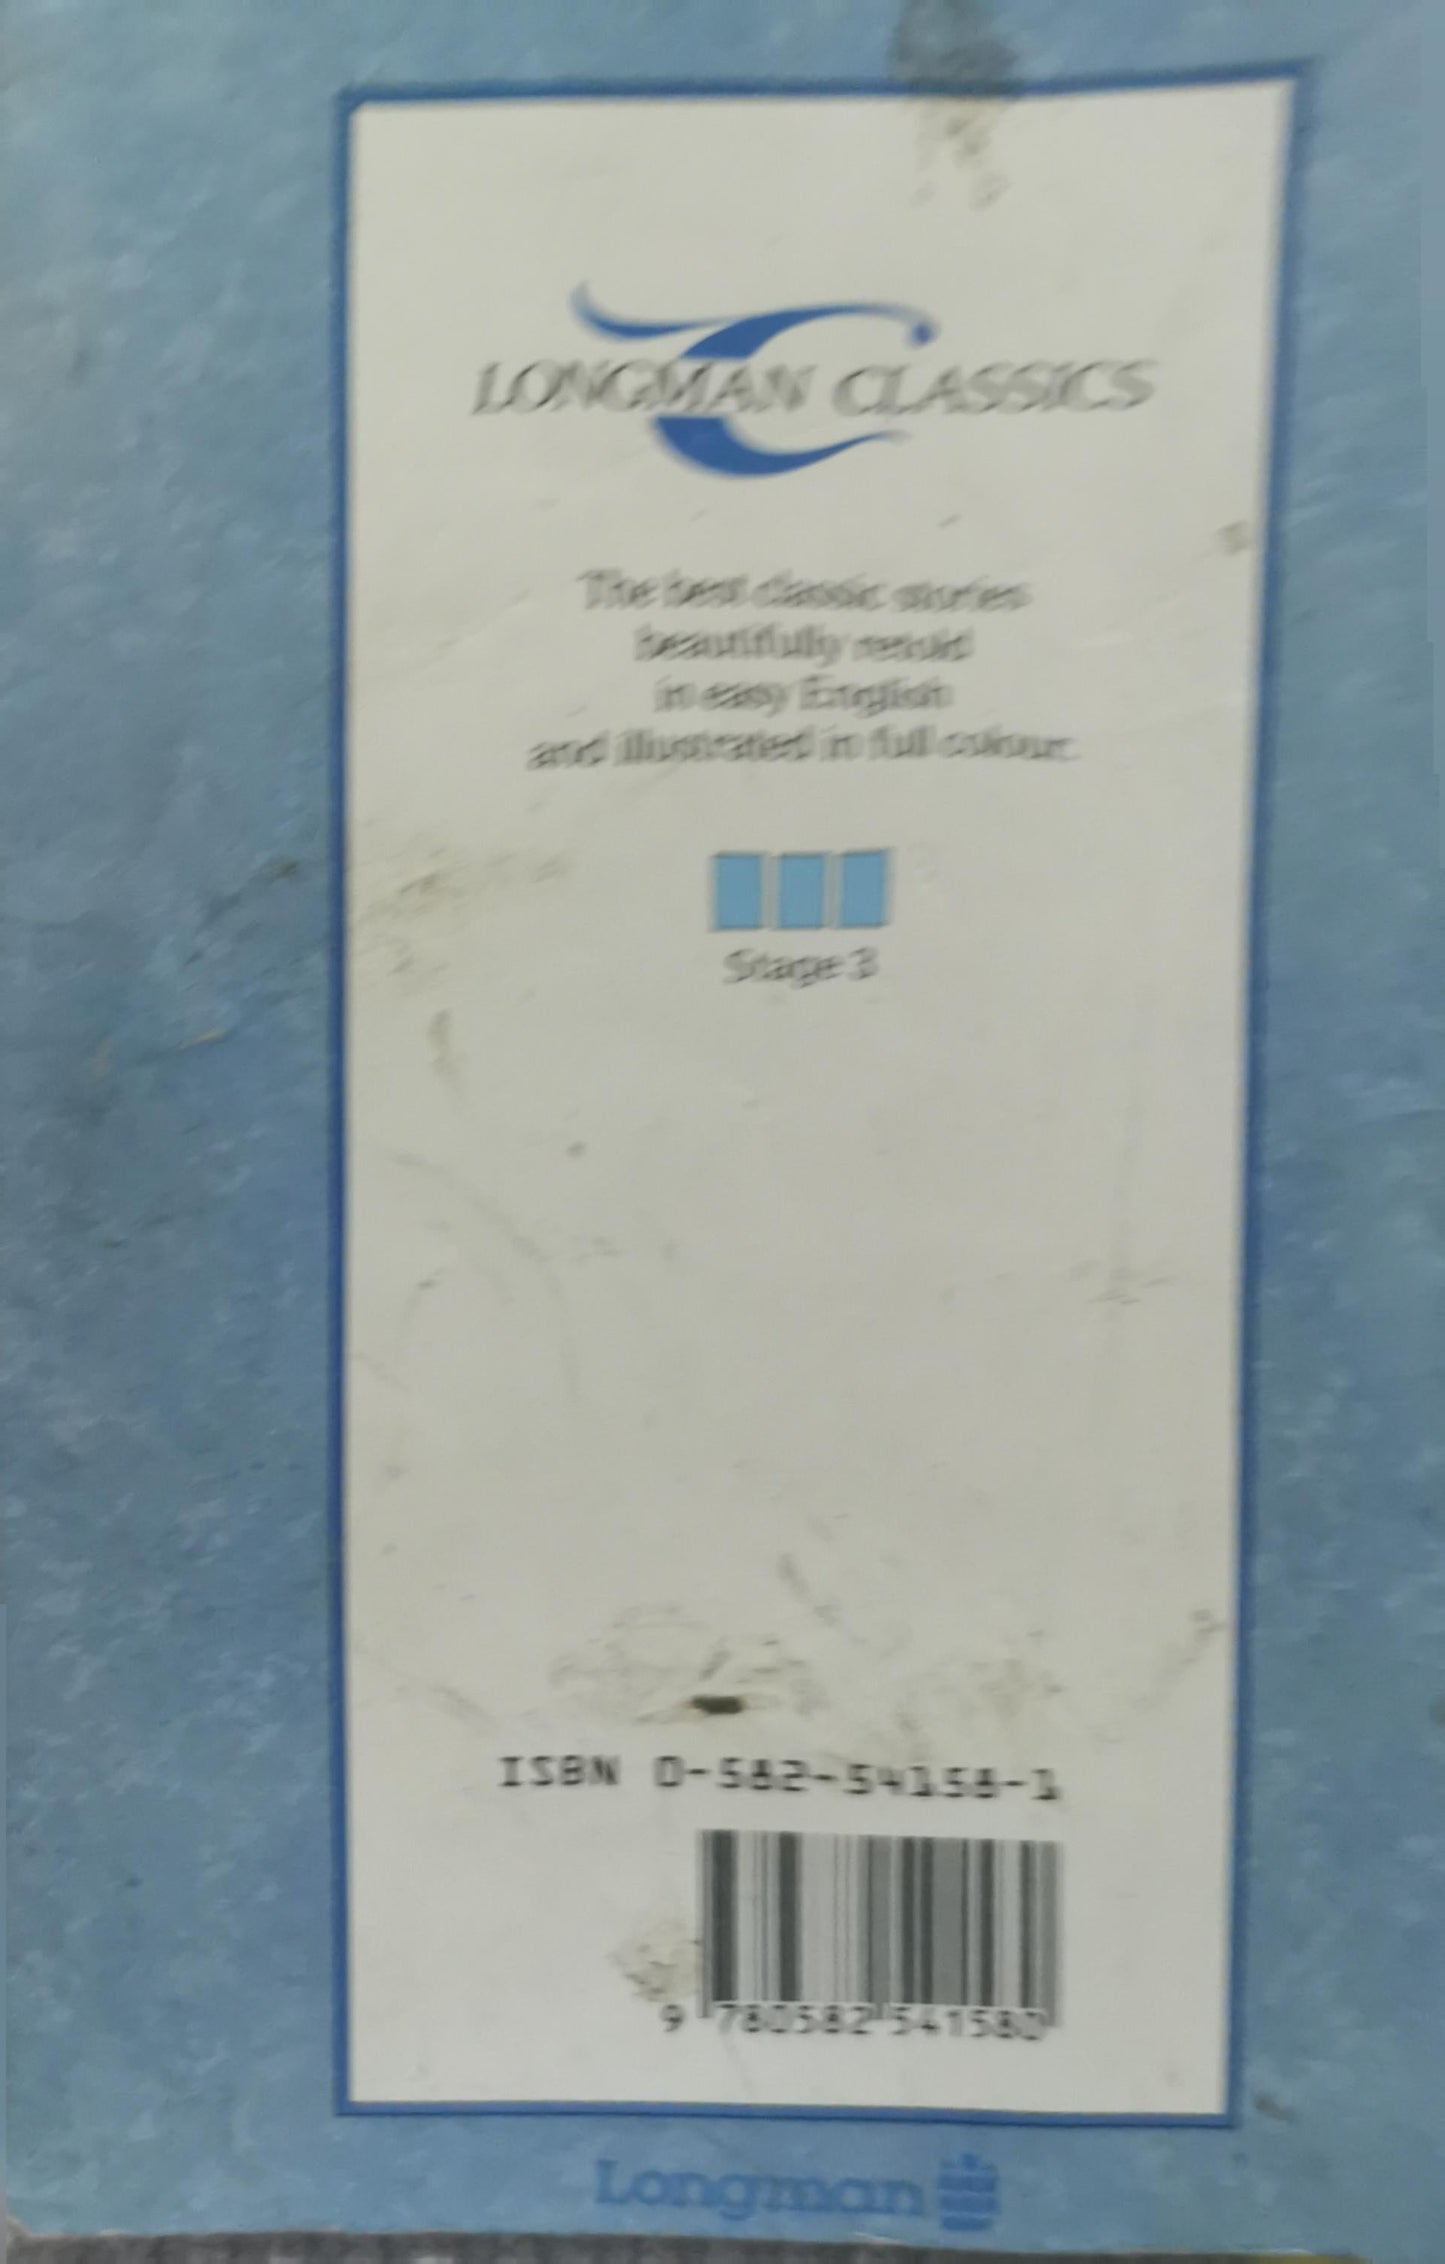 LONGMAN CLASSICS
The best classic stories
beautifully retold
in easy English
and illustrated in full colour.
Stage 3
ISBN 0-582-54158-1
9 780582 541580
Longman